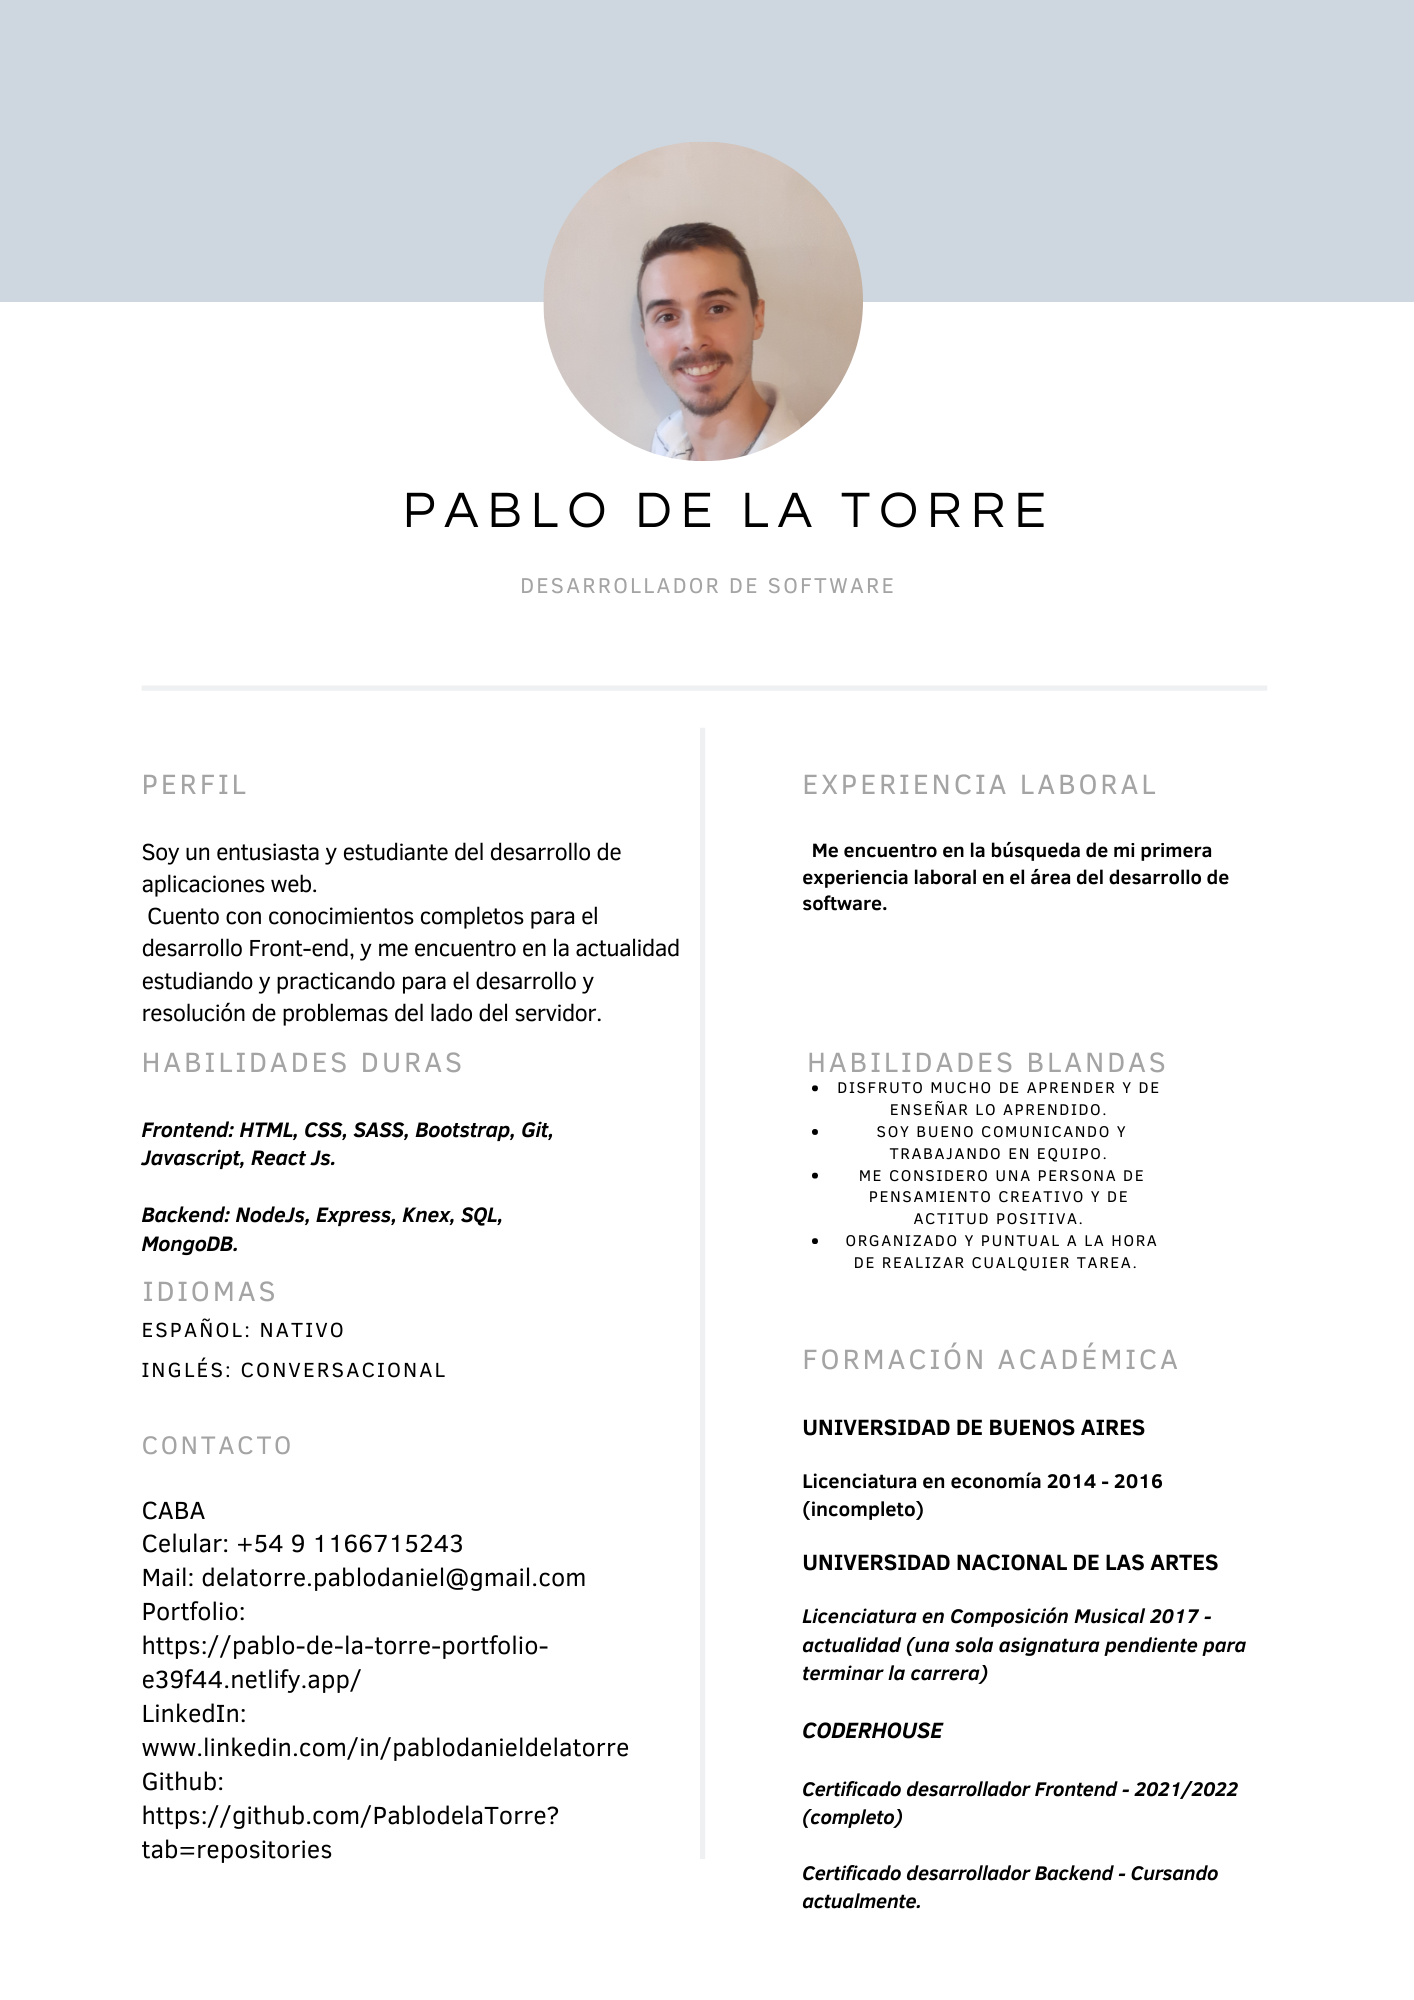 PABLO DE LA TORRE
DESARROLLADOR DE SOFTWARE
PERFIL
Soy un entusiasta y estudiante del desarrollo de
aplicaciones web.
Cuento con conocimientos completos para el
desarrollo Front-end, y me encuentro en la actualidad
estudiando y practicando para el desarrollo y
resolución de problemas del lado del servidor.
HABILIDADES DURAS
Frontend: HTML, CSS, SASS, Bootstrap, Git,
Javascript, React Js.
Backend: NodeJs, Express, Knex, SQL,
MongoDB.
IDIOMAS
ESPAÑOL: NATIVO
INGLÉS: CONVERSACIONAL
CONTACTO
CABA
Celular: +54 9 1166715243
Mail: delatorre.pablodaniel@gmail.com
Portfolio:
https://pablo-de-la-torre-portfolio-
e39f44.netlify.app/
LinkedIn:
www.linkedin.com/in/pablodanieldelatorre
Github:
https://github.com/PablodelaTorre?
tab=repositories
EXPERIENCIA LABORAL
Me encuentro en la búsqueda de mi primera
experiencia laboral en el área del desarrollo de
software.
HABILIDADES BLANDAS
• DISFRUTO MUCHO DE APRENDER Y DE
ENSEÑAR LO APRENDIDO.
• SOY BUENO COMUNICANDO Y
TRABAJANDO EN EQUIPO.
• ME CONSIDERO UNA PERSONA DE
PENSAMIENTO CREATIVO Y DE
ACTITUD POSITIVA.
• ORGANIZADO Y PUNTUAL A LA HORA
DE REALIZAR CUALQUIER TAREA.
FORMACIÓN ACADÉMICA
UNIVERSIDAD DE BUENOS AIRES
Licenciatura en economía 2014 - 2016
(incompleto)
UNIVERSIDAD NACIONAL DE LAS ARTES
Licenciatura en Composición Musical 2017 -
actualidad (una sola asignatura pendiente para
terminar la carrera)
CODERHOUSE
Certificado desarrollador Frontend - 2021/2022
(completo)
Certificado desarrollador Backend - Cursando
actualmente.